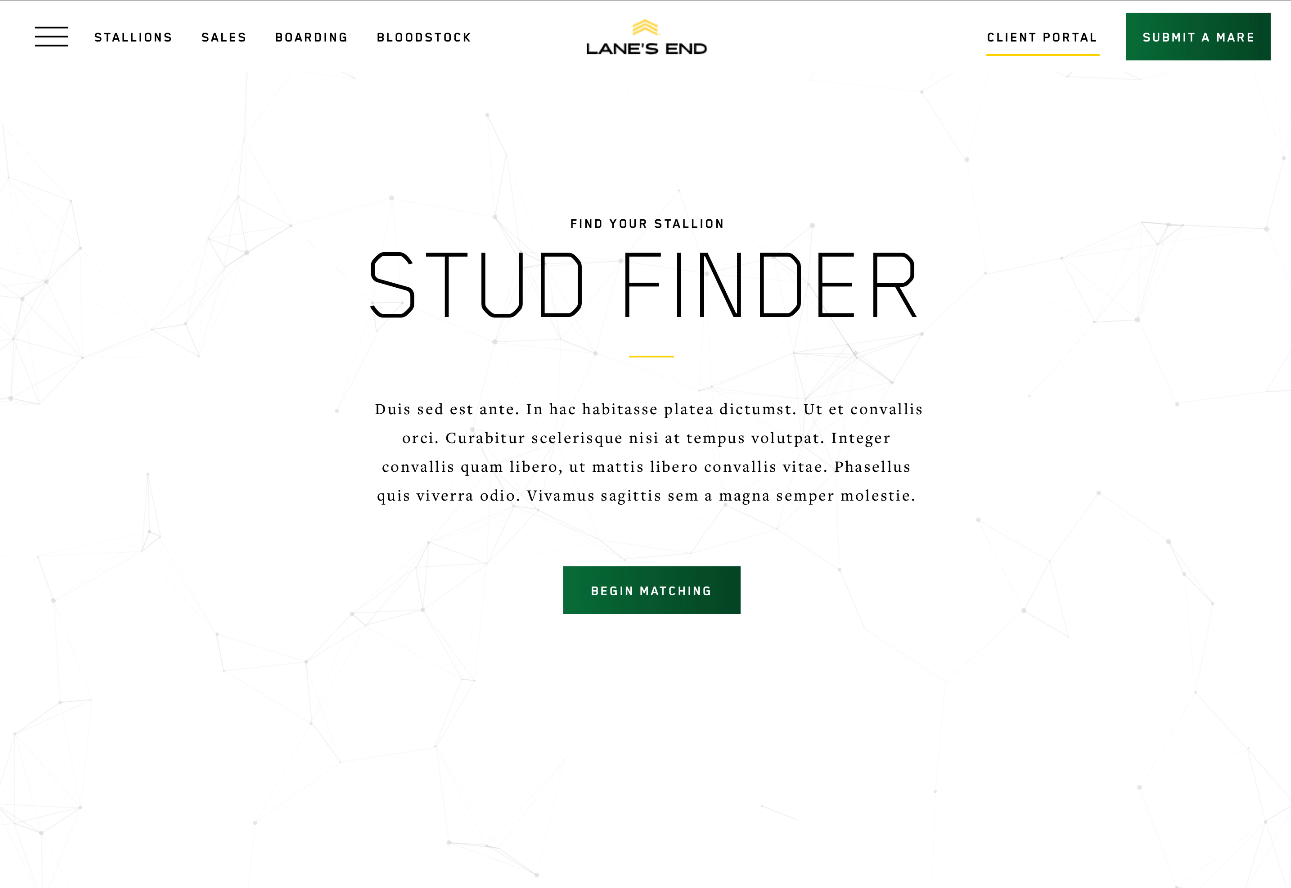 STALLIONS SALES BOARDING BLOODSTOCK LANE'S END CLIENT PORTAL SUBMIT A MARE
FIND YOUR STALLION
STUD FINDER
Duis sed est ante. In hac habitasse platea dictumst. Ut et convallis
orci. Curabitur scelerisque nisi at tempus volutpat. Integer
convallis quam libero, ut mattis libero convallis vitae. Phasellus
quis viverra odio. Vivamus sagittis sem a magna semper molestie.
BEGIN MATCHING